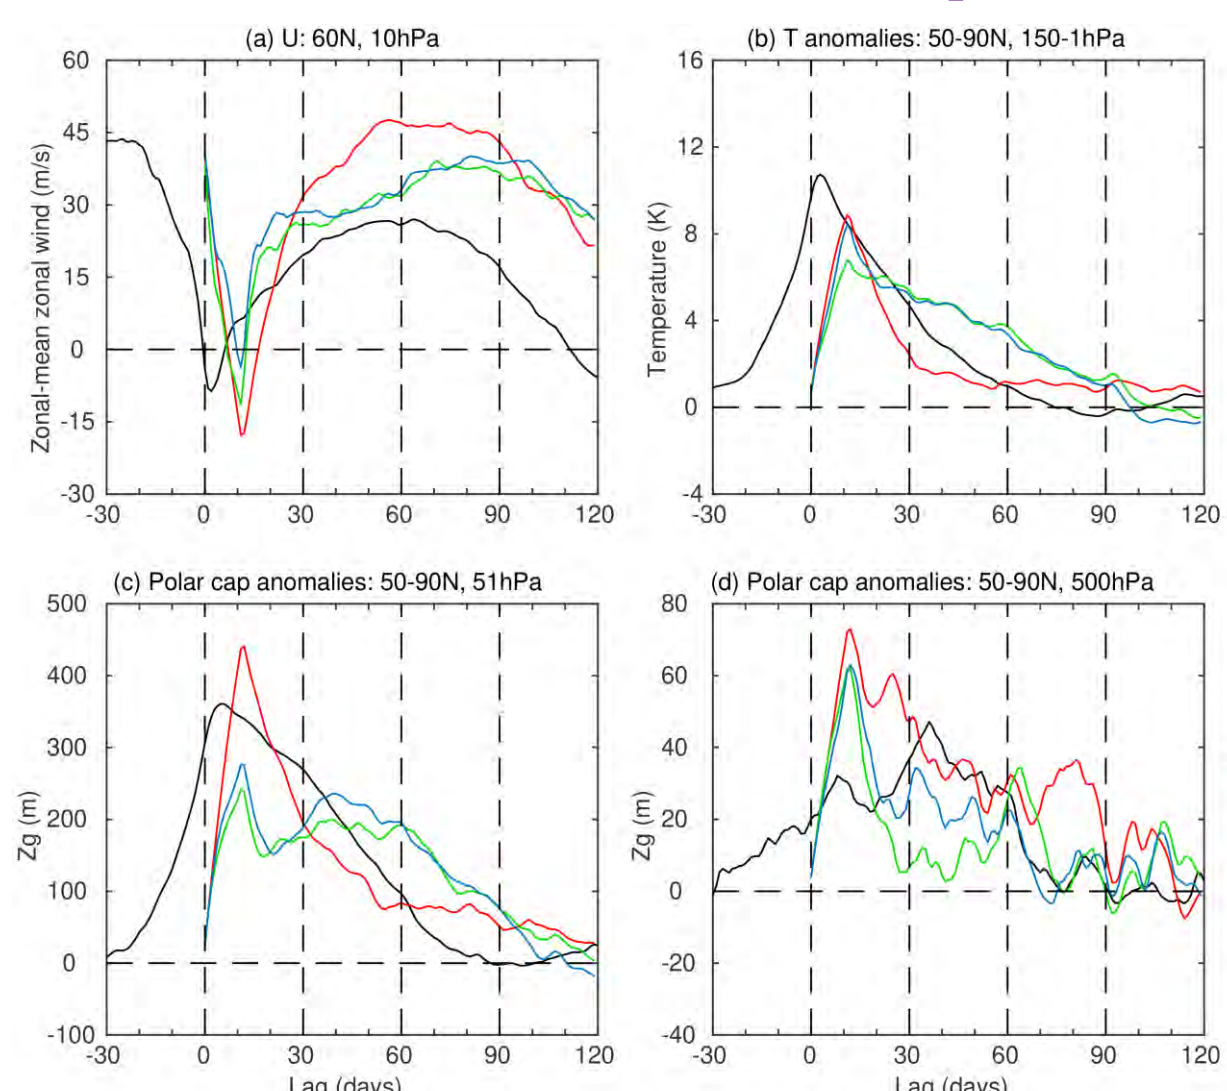 (a) U: 60N, 10hPa
60
45
30
15
0
-15
-30
Zonal-mean zonal wind (m/s)
-30 0 30 60 90 120
(b) T anomalies: 50-90N, 150-1hPa
16
12
8
4
0
-4
Temperature (K)
-30 0 30 60 90 120
(c) Polar cap anomalies: 50-90N, 51hPa
500
400
300
200
100
0
-100
Zg (m)
-30 0 30 60 90 120
Lag (days)
(d) Polar cap anomalies: 50-90N, 500hPa
80
60
40
20
0
-20
-40
Zg (m)
-30 0 30 60 90 120
Lag (days)